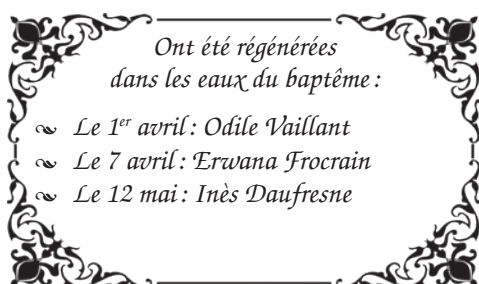 Ont été régénérées
dans les eaux du baptême :
Le 1er avril : Odile Vaillant
Le 7 avril : Erwana Frocrain
Le 12 mai : Inès Daufresne